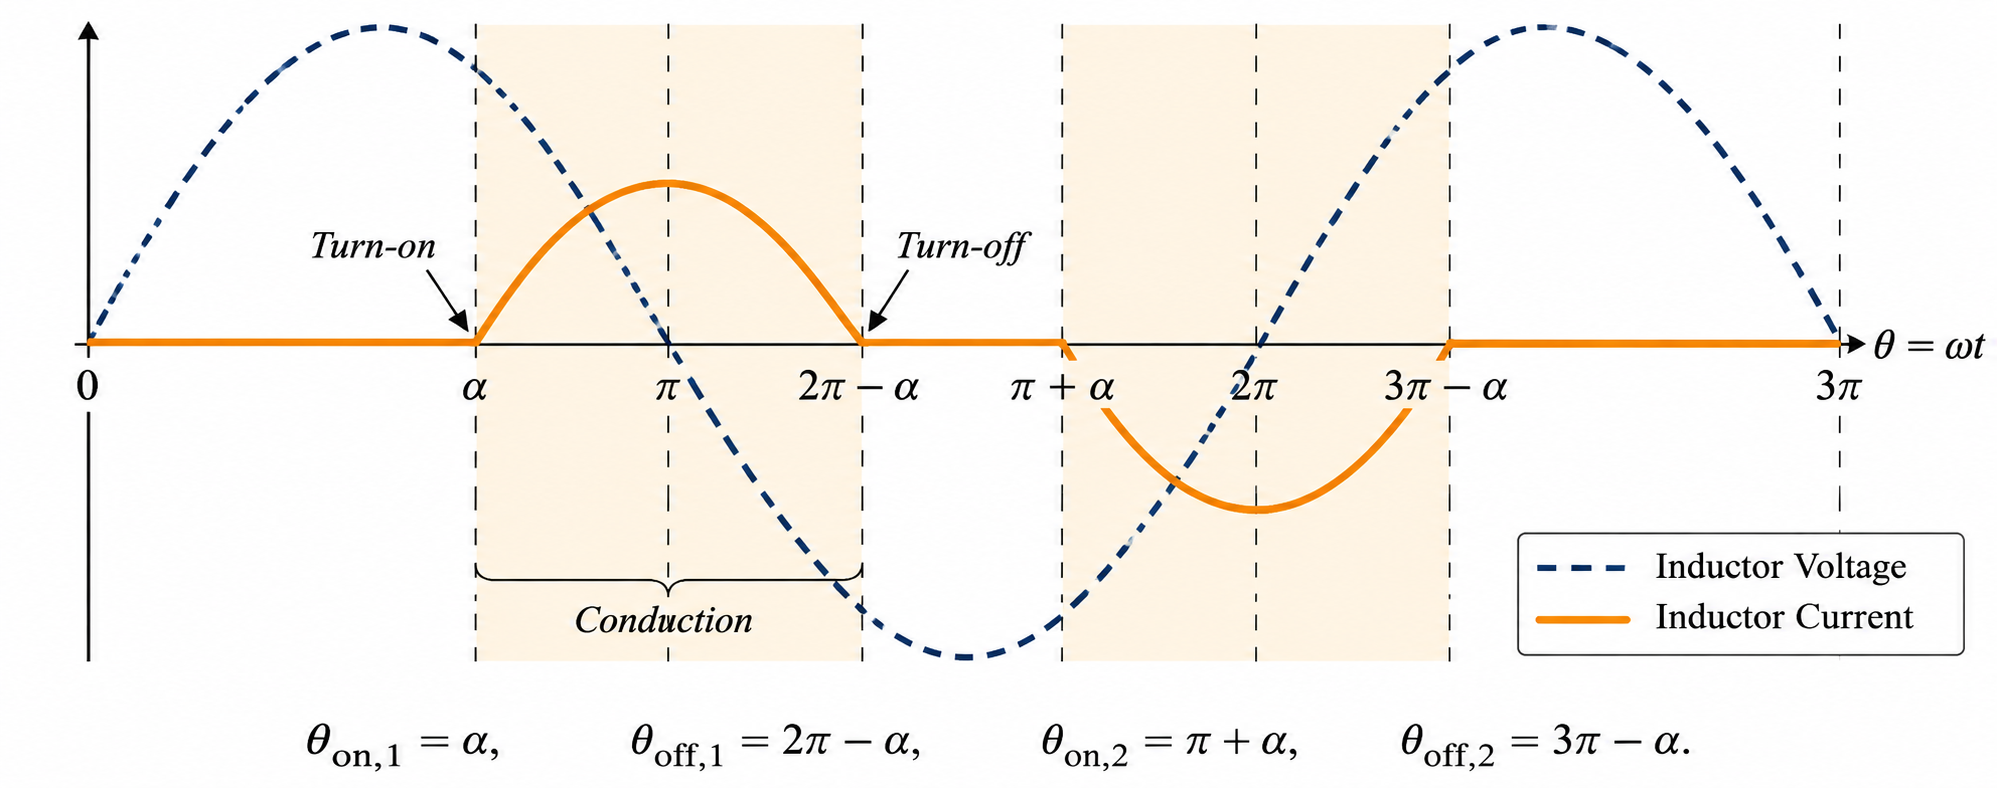 Turn-on
Turn-off
θ = ωt
0
α
π
2π − α
π + α
2π
3π − α
3π
Conduction
Inductor Voltage
Inductor Current
θon,1 = α, θoff,1 = 2π − α, θon,2 = π + α, θoff,2 = 3π − α.